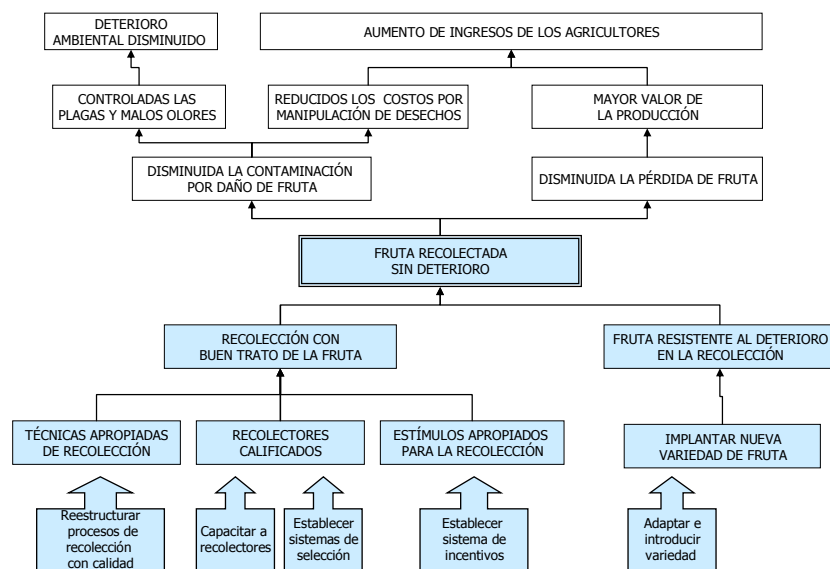 DETERIORO
AMBIENTAL DISMINUIDO
AUMENTO DE INGRESOS DE LOS AGRICULTORES
CONTROLADAS LAS
PLAGAS Y MALOS OLORES
REDUCIDOS LOS COSTOS POR
MANIPULACIÓN DE DESECHOS
MAYOR VALOR DE
LA PRODUCCIÓN
DISMINUIDA LA CONTAMINACIÓN
POR DAÑO DE FRUTA
DISMINUIDA LA PÉRDIDA DE FRUTA
FRUTA RECOLECTADA
SIN DETERIORO
RECOLECCIÓN CON
BUEN TRATO DE LA FRUTA
FRUTA RESISTENTE AL DETERIORO
EN LA RECOLECCIÓN
TÉCNICAS APROPIADAS
DE RECOLECCIÓN
RECOLECTORES
CALIFICADOS
ESTÍMULOS APROPIADOS
PARA LA RECOLECCIÓN
IMPLANTAR NUEVA
VARIEDAD DE FRUTA
Reestructurar
procesos de
recolección
con calidad
Capacitar a
recolectores
Establecer
sistemas de
selección
Establecer
sistema de
incentivos
Adaptar e
introducir
variedad